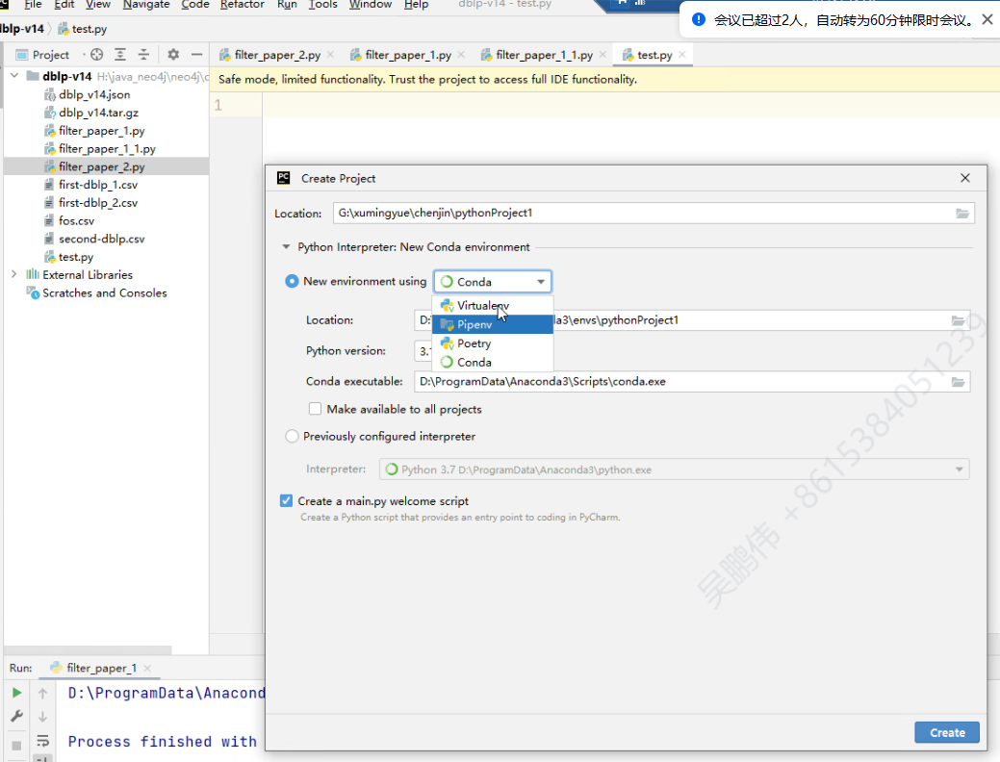 File Edit View Navigate Code Refactor Run Tools Window Help dblp-v14 - test.py
会议已超过2人，自动转为60分钟限时会议。
dblp-v14 test.py
Project filter_paper_2.py filter_paper_1.py filter_paper_1_1.py test.py
dblp-v14 H:\java_neo4j\neo4j\c
Safe mode, limited functionality. Trust the project to access full IDE functionality.
dblp_v14.json
1
dblp_v14.tar.gz
filter_paper_1.py
filter_paper_1_1.py
filter_paper_2.py
first-dblp_1.csv
first-dblp_2.csv
fos.csv
second-dblp.csv
test.py
External Libraries
Scratches and Consoles
PC Create Project
Location: G:\xumingyue\chenjin\pythonProject1
Python Interpreter: New Conda environment
New environment using Conda
Virtualenv
Pipenv
Poetry
Conda
Location: D: la3\envs\pythonProject1
Python version: 3.
Conda executable: D:\ProgramData\Anaconda3\Scripts\conda.exe
Make available to all projects
Previously configured interpreter
Interpreter: Python 3.7 D:\ProgramData\Anaconda3\python.exe
Create a main.py welcome script
Create a Python script that provides an entry point to coding in PyCharm.
Create
吴鹏伟 +8615384051239
Run: filter_paper_1
D:\ProgramData\Anacond
Process finished with